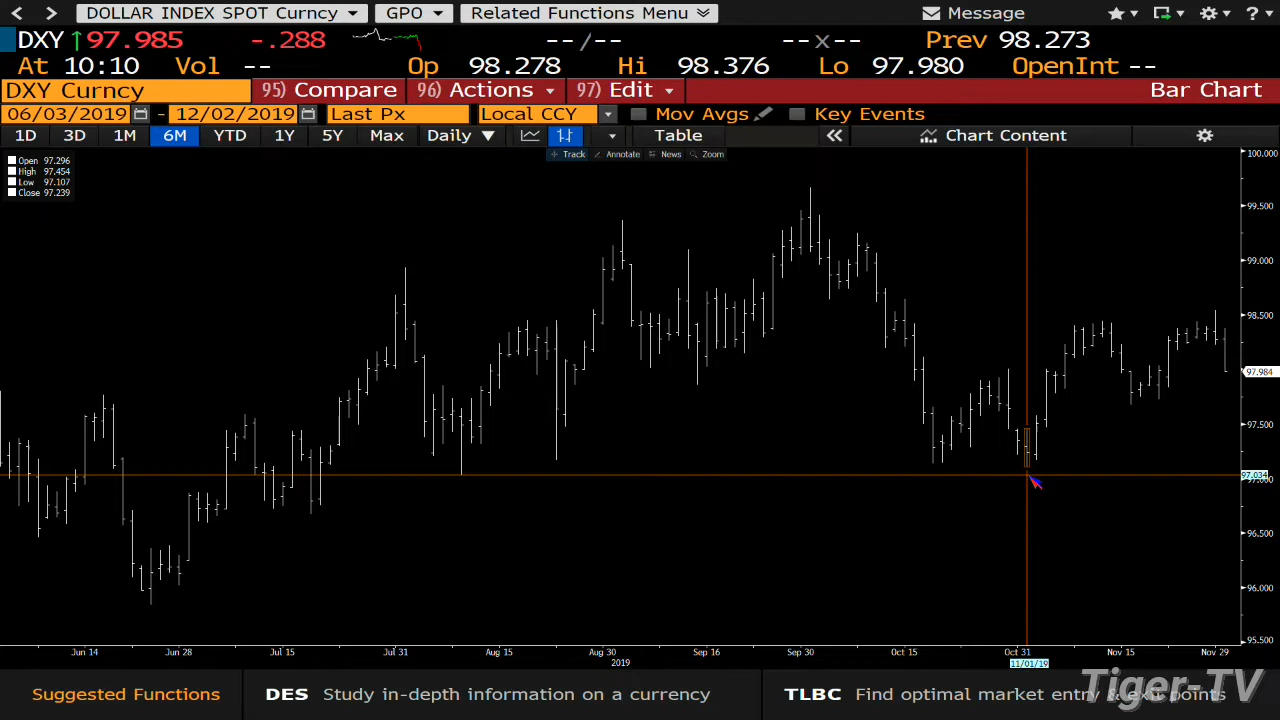 DOLLAR INDEX SPOT Curncy GPO Related Functions Menu Message ?
DXY ↑97.985 -.288 --/-- --x-- Prev 98.273
At 10:10 Vol -- Op 98.278 Hi 98.376 Lo 97.980 OpenInt --
DXY Curncy 95) Compare 96) Actions 97) Edit Bar Chart
06/03/2019 - 12/02/2019 Last Px Local CCY Mov Avgs Key Events
1D 3D 1M 6M YTD 1Y 5Y Max Daily ▼ Table « Chart Content
Track Annotate News Zoom
Open 97.296
High 97.454
Low 97.107
Close 97.239
100.000
99.500
99.000
98.500
97.984
97.500
97.034
97.000
96.500
96.000
95.500
Jun 14 Jun 28 Jul 15 Jul 31 Aug 15 Aug 30 Sep 16 Sep 30 Oct 15 Oct 31 Nov 15 Nov 29
2019 11/01/19
Suggested Functions DES Study in-depth information on a currency TLBC Find optimal market entry & exit points
Tiger-TV